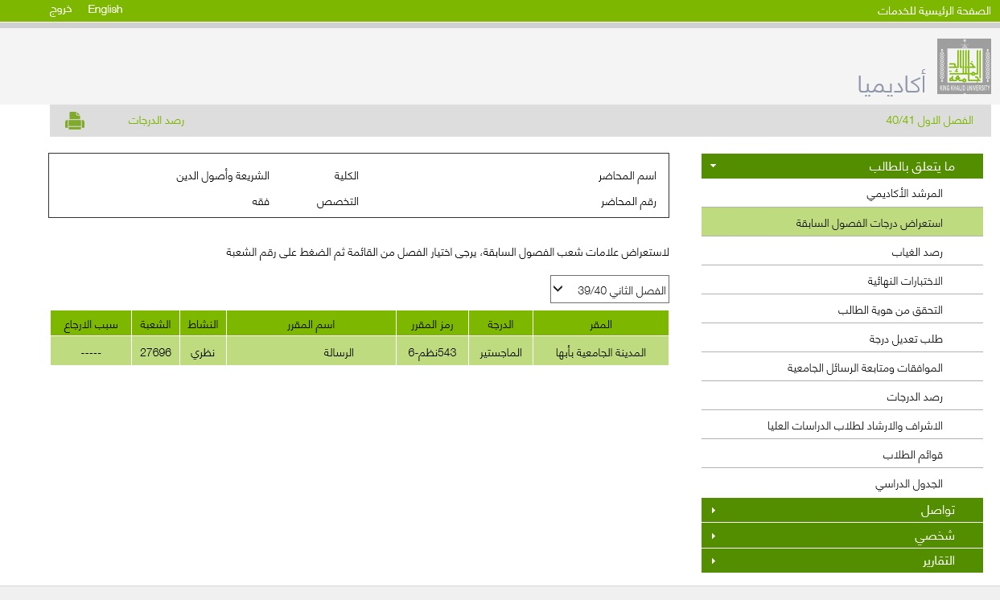 الصفحة الرئيسية للخدمات
English خروج
الملك خالد جامعة
KING KHALID UNIVERSITY
أكاديميا
الفصل الاول 40/41 رصد الدرجات
ما يتعلق بالطالب
المرشد الأكاديمي
استعراض درجات الفصول السابقة
رصد الغياب
الاختبارات النهائية
التحقق من هوية الطالب
طلب تعديل درجة
الموافقات ومتابعة الرسائل الجامعية
رصد الدرجات
الاشراف والارشاد لطلاب الدراسات العليا
قوائم الطلاب
الجدول الدراسي
تواصل
شخصي
التقارير
اسم المحاضر الكلية الشريعة وأصول الدين
رقم المحاضر التخصص فقه
لاستعراض علامات شعب الفصول السابقة، يرجى اختيار الفصل من القائمة ثم الضغط على رقم الشعبة
الفصل الثاني 39/40
المقر الدرجة رمز المقرر اسم المقرر النشاط الشعبة سبب الارجاع
المدينة الجامعية بأبها الماجستير 543نظم-6 الرسالة نظري 27696 -----